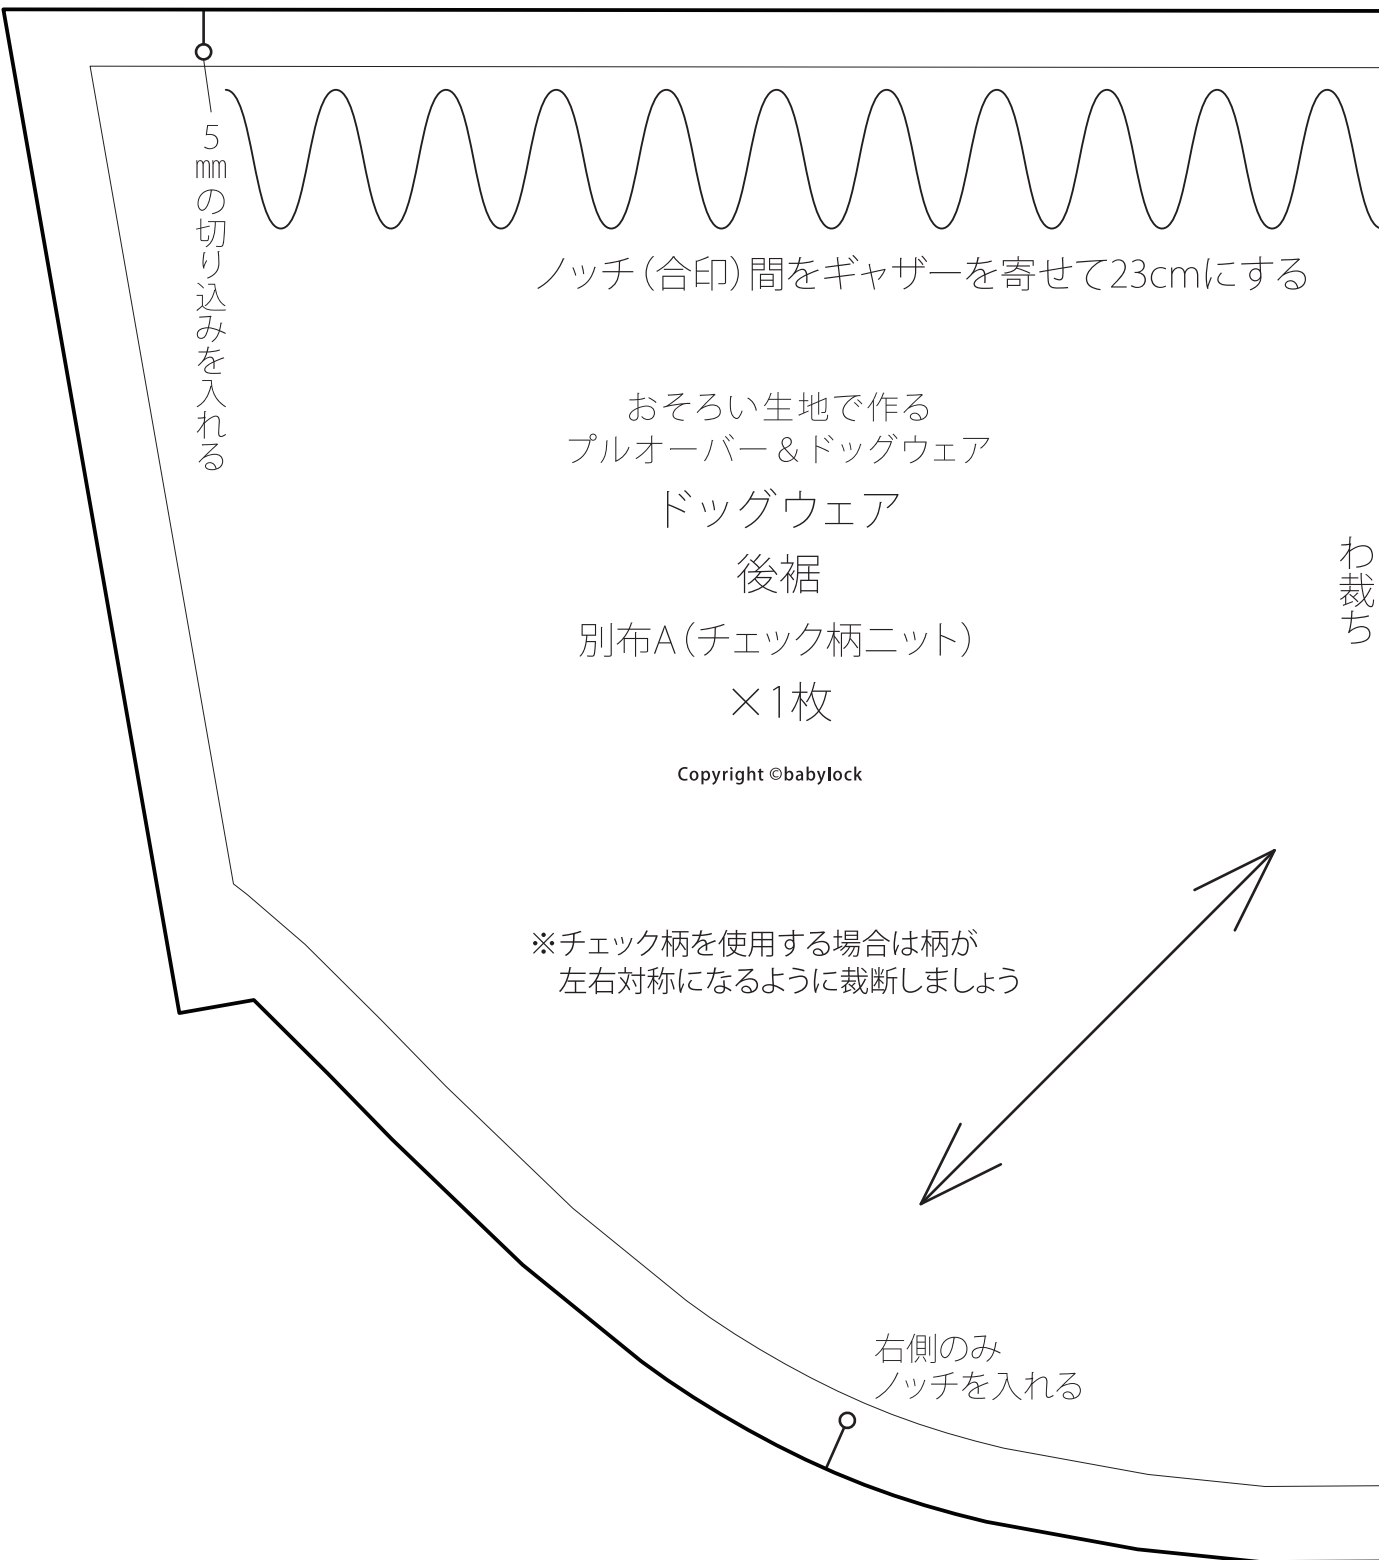 5㎜の切り込みを入れる
ノッチ(合印)間をギャザーを寄せて23cmにする
おそろい生地で作る
プルオーバー&ドッグウェア
ドッグウェア
後裾
別布A(チェック柄ニット)
×1枚
わ裁ち
Copyright ©babylock
※チェック柄を使用する場合は柄が
左右対称になるように裁断しましょう
右側のみ
ノッチを入れる